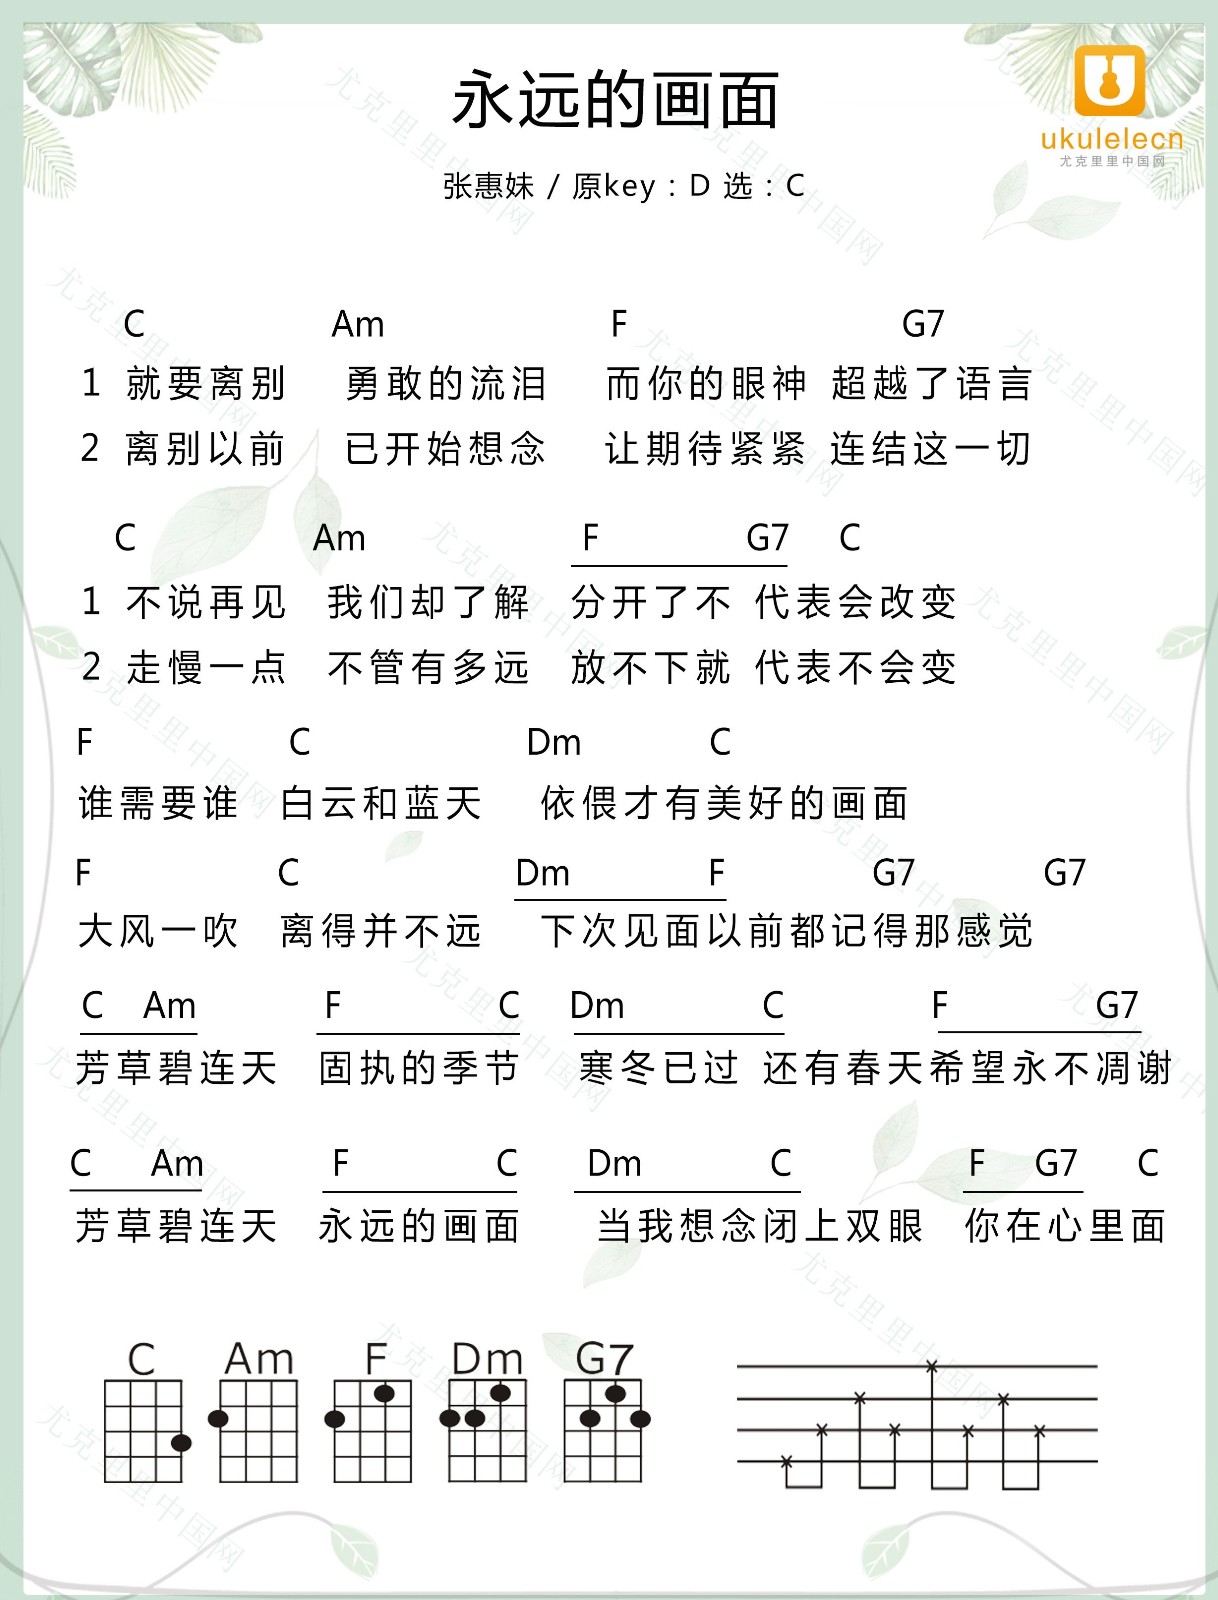 永远的画面
ukulelecn
尤克里里中国网
张惠妹 / 原key：D 选：C
C Am F G7
1 就要离别 勇敢的流泪 而你的眼神 超越了语言
2 离别以前 已开始想念 让期待紧紧 连结这一切
C Am F G7 C
1 不说再见 我们却了解 分开了不 代表会改变
2 走慢一点 不管有多远 放不下就 代表不会变
F C Dm C
谁需要谁 白云和蓝天 依偎才有美好的画面
F C Dm F G7 G7
大风一吹 离得并不远 下次见面以前都记得那感觉
C Am F C Dm C F G7
芳草碧连天 固执的季节 寒冬已过 还有春天希望永不凋谢
C Am F C Dm C F G7 C
芳草碧连天 永远的画面 当我想念闭上双眼 你在心里面
C Am F Dm G7